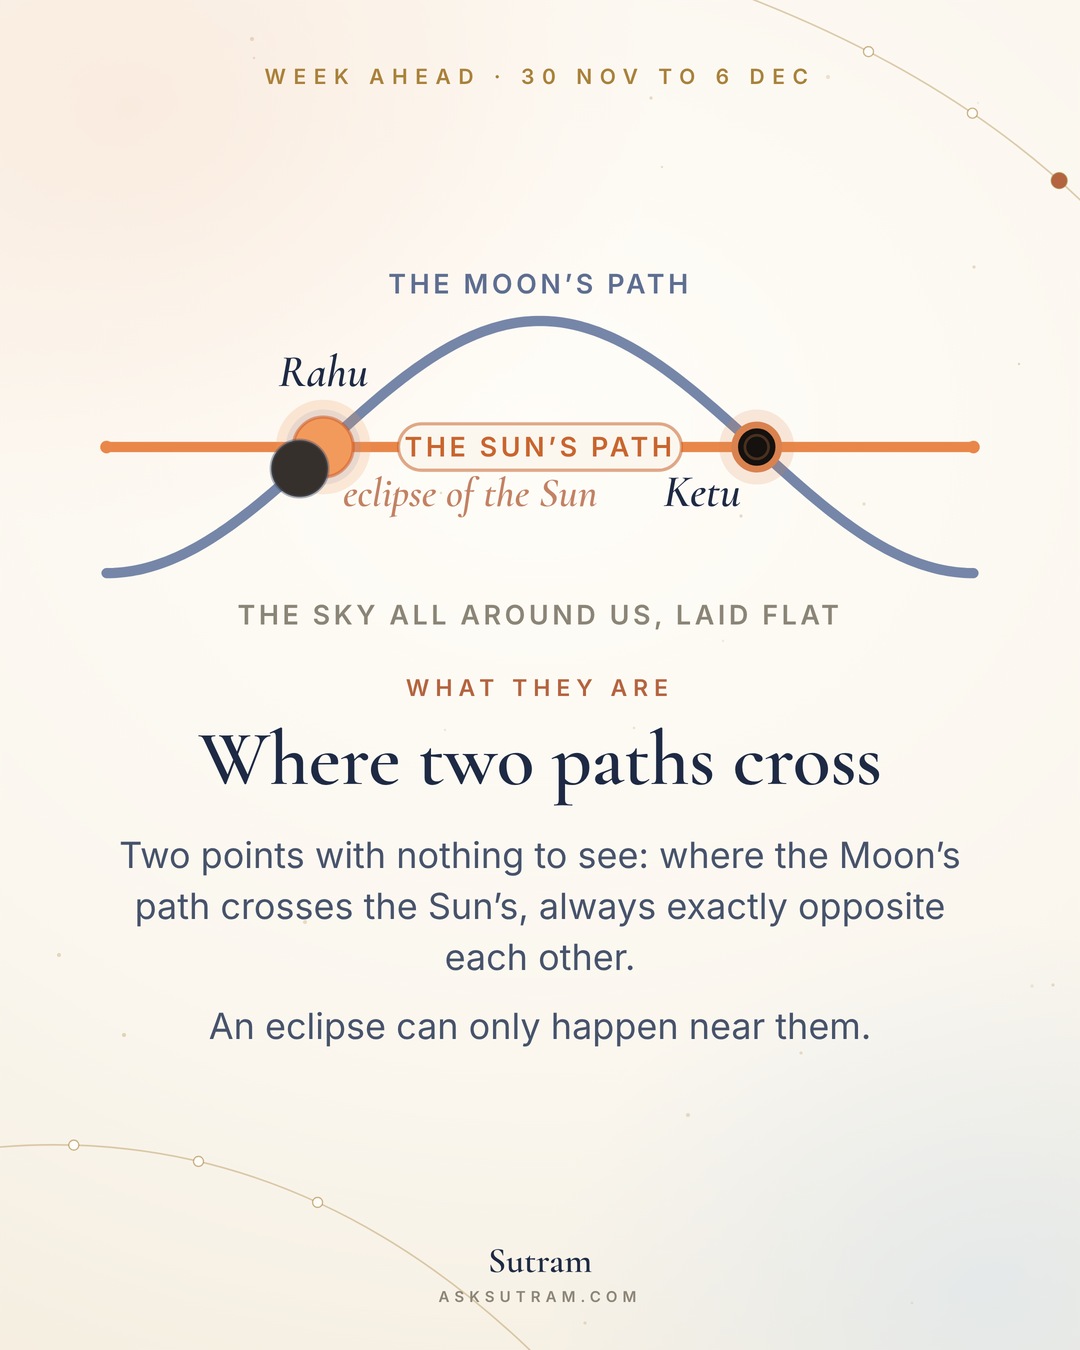 WEEK AHEAD · 30 NOV TO 6 DEC
THE MOON’S PATH
Rahu
THE SUN’S PATH
eclipse of the Sun
Ketu
THE SKY ALL AROUND US, LAID FLAT
WHAT THEY ARE
Where two paths cross
Two points with nothing to see: where the Moon’s
path crosses the Sun’s, always exactly opposite
each other.
An eclipse can only happen near them.
Sutram
ASKSUTRAM.COM